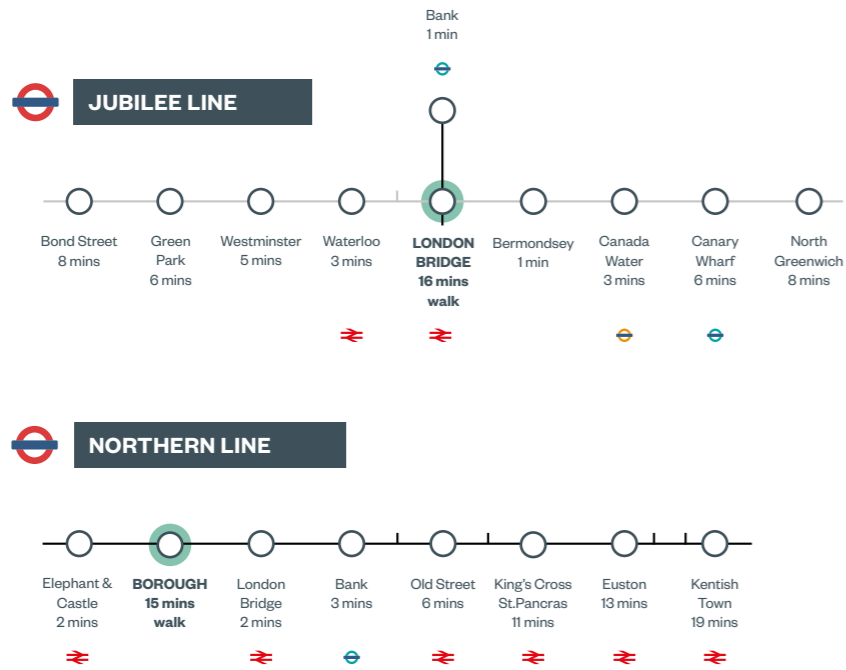 Bank
1 min
JUBILEE LINE
Bond Street
8 mins
Green
Park
6 mins
Westminster
5 mins
Waterloo
3 mins
LONDON
BRIDGE
16 mins
walk
Bermondsey
1 min
Canada
Water
3 mins
Canary
Wharf
6 mins
North
Greenwich
8 mins
NORTHERN LINE
Elephant &
Castle
2 mins
BOROUGH
15 mins
walk
London
Bridge
2 mins
Bank
3 mins
Old Street
6 mins
King's Cross
St.Pancras
11 mins
Euston
13 mins
Kentish
Town
19 mins